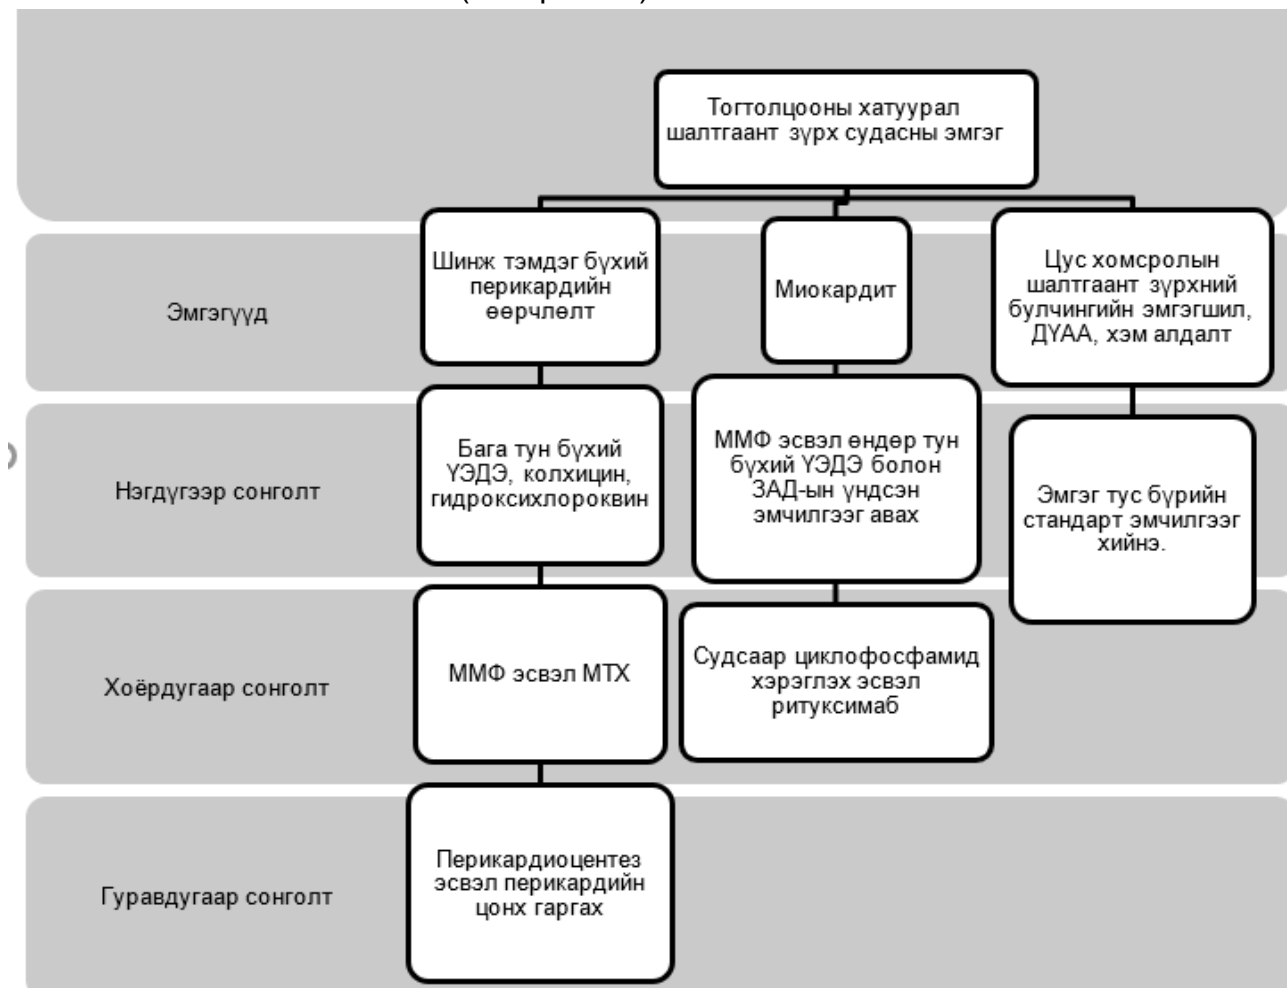 Тогтолцооны хатуурал
шалтгаант зүрх судасны эмгэг
Эмгэгүүд
Шинж тэмдэг бүхий
перикардийн
өөрчлөлт
Миокардит
Цус хомсролын
шалтгаант зүрхний
булчингийн эмгэгшил,
ДҮАА, хэм алдалт
Нэгдүгээр сонголт
Бага тун бүхий
ҮЭДЭ, колхицин,
гидроксихлороквин
ММФ эсвэл өндөр тун
бүхий ҮЭДЭ болон
ЗАД-ын үндсэн
эмчилгээг авах
Эмгэг тус бүрийн
стандарт эмчилгээг
хийнэ.
Хоёрдугаар сонголт
ММФ эсвэл МТХ
Судсаар циклофосфамид
хэрэглэх эсвэл
ритуксимаб
Гуравдугаар сонголт
Перикардиоцентез
эсвэл перикардийн
цонх гаргах